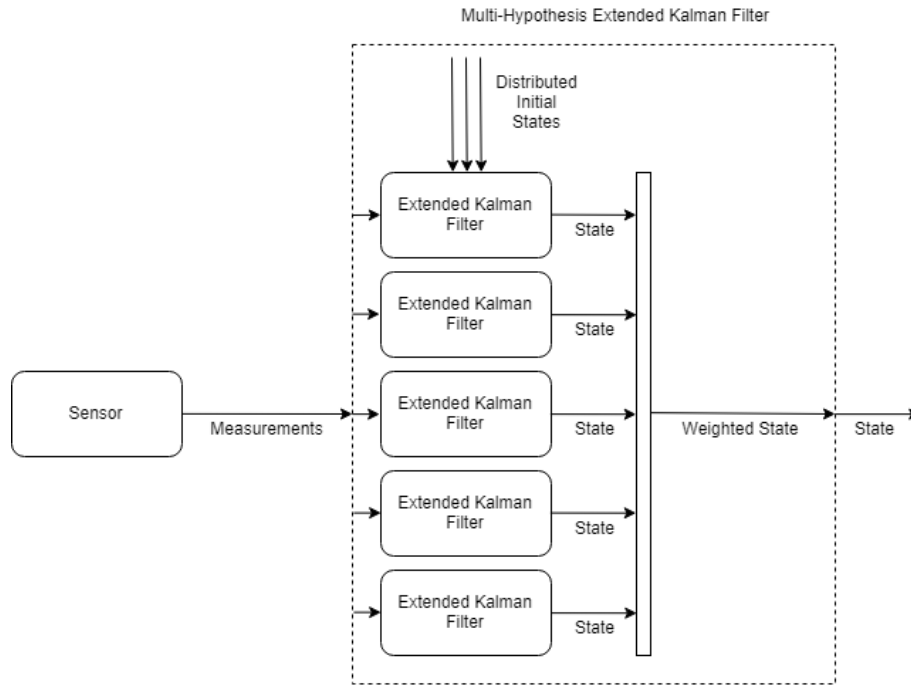 Multi-Hypothesis Extended Kalman Filter
Distributed
Initial
States
Extended Kalman
Filter
State
Extended Kalman
Filter
State
Sensor
Measurements
Extended Kalman
Filter
State
Weighted State
State
Extended Kalman
Filter
State
Extended Kalman
Filter
State